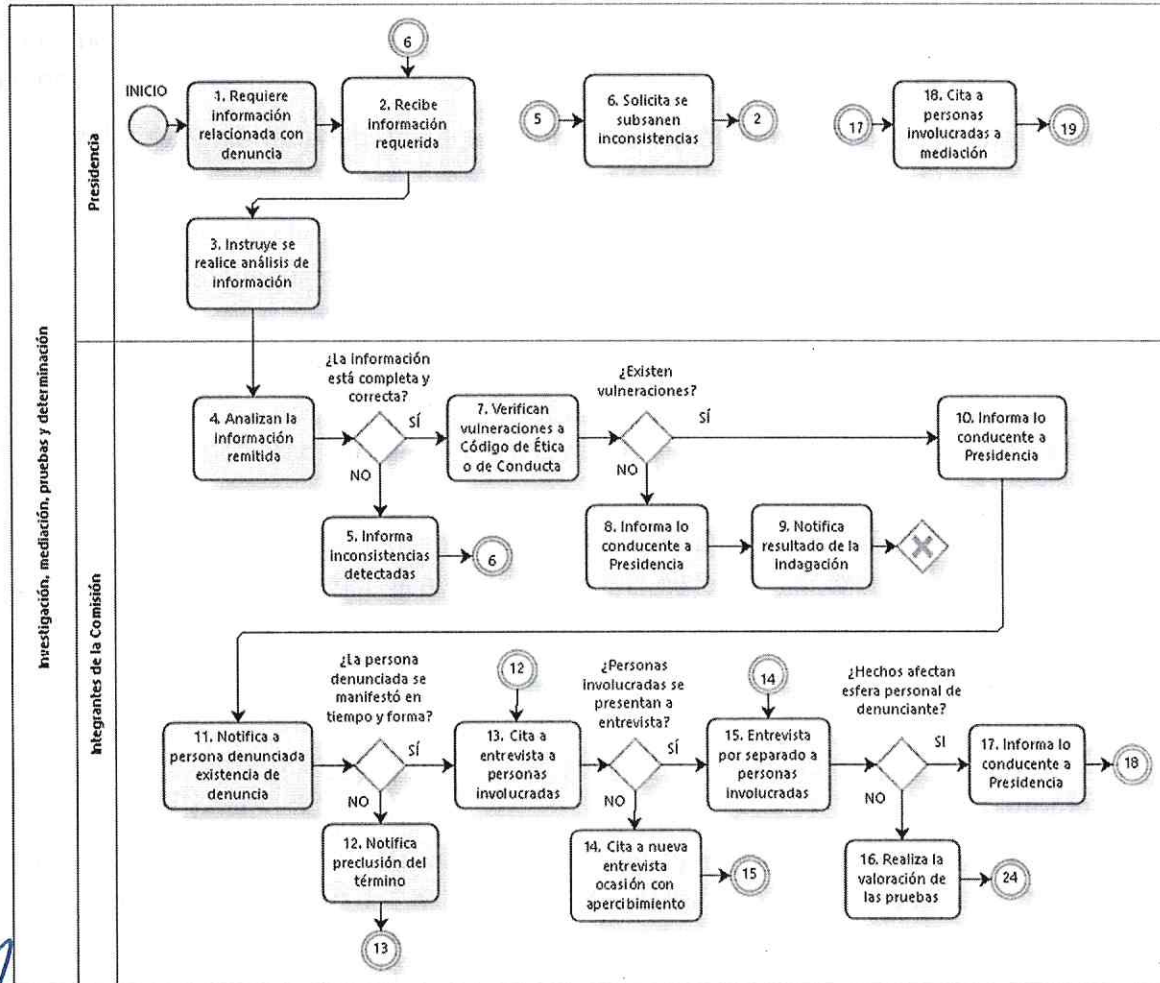 Investigación, mediación, pruebas y determinación
Presidencia
INICIO
1. Requiere
información
relacionada con
denuncia
6
2. Recibe
información
requerida
5
6. Solicita se
subsanen
inconsistencias
2
17
18. Cita a
personas
involucradas a
mediación
19
3. Instruye se
realice análisis de
información
Integrantes de la Comisión
4. Analizan la
información
remitida
¿La información
está completa y
correcta?
SÍ
NO
5. Informa
inconsistencias
detectadas
6
7. Verifican
vulneraciones a
Código de Ética
o de Conducta
¿Existen
vulneraciones?
SÍ
NO
8. Informa lo
conducente a
Presidencia
9. Notifica
resultado de la
indagación
10. Informa lo
conducente a
Presidencia
11. Notifica a
persona denunciada
existencia de
denuncia
¿La persona
denunciada se
manifestó en
tiempo y forma?
SÍ
NO
12. Notifica
preclusión del
término
13
12
13. Cita a
entrevista a
personas
involucradas
¿Personas
involucradas se
presentan a
entrevista?
SÍ
NO
14. Cita a nueva
entrevista
ocasión con
apercibimiento
15
14
15. Entrevista
por separado a
personas
involucradas
¿Hechos afectan
esfera personal de
denunciante?
SI
NO
16. Realiza la
valoración de
las pruebas
24
17. Informa lo
conducente a
Presidencia
18